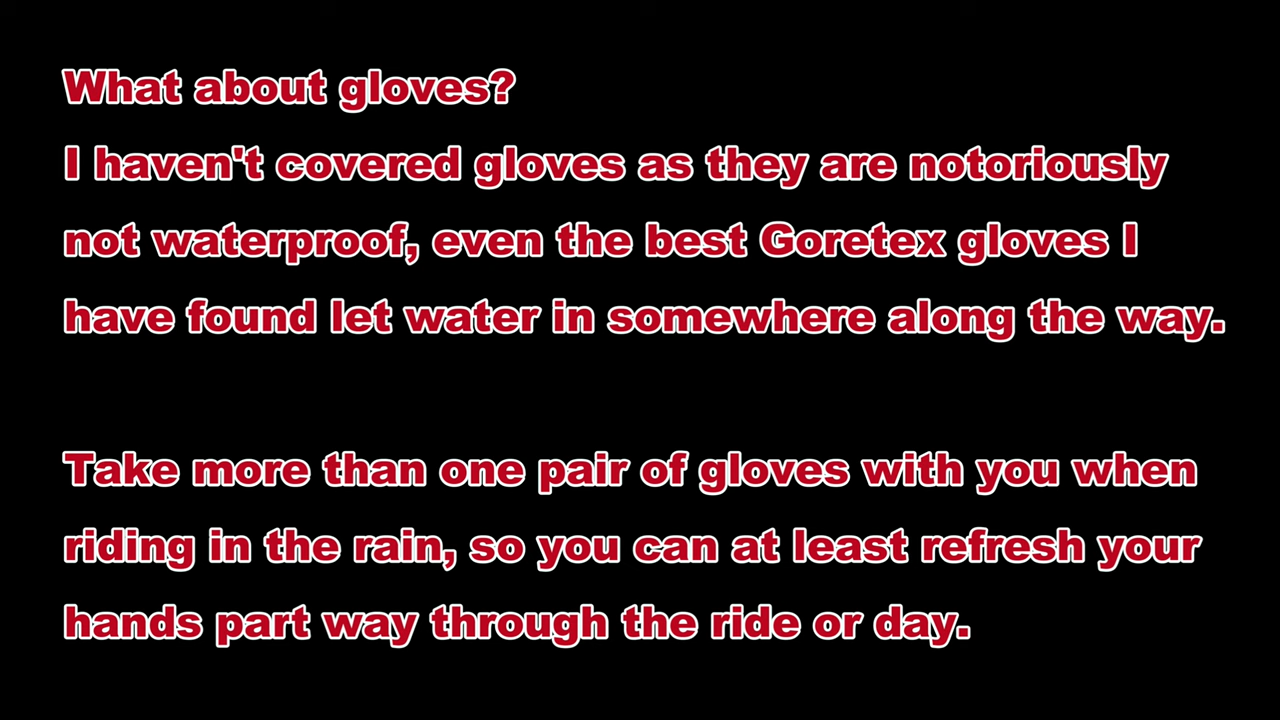 What about gloves?
I haven't covered gloves as they are notoriously
not waterproof, even the best Goretex gloves I
have found let water in somewhere along the way.
Take more than one pair of gloves with you when
riding in the rain, so you can at least refresh your
hands part way through the ride or day.